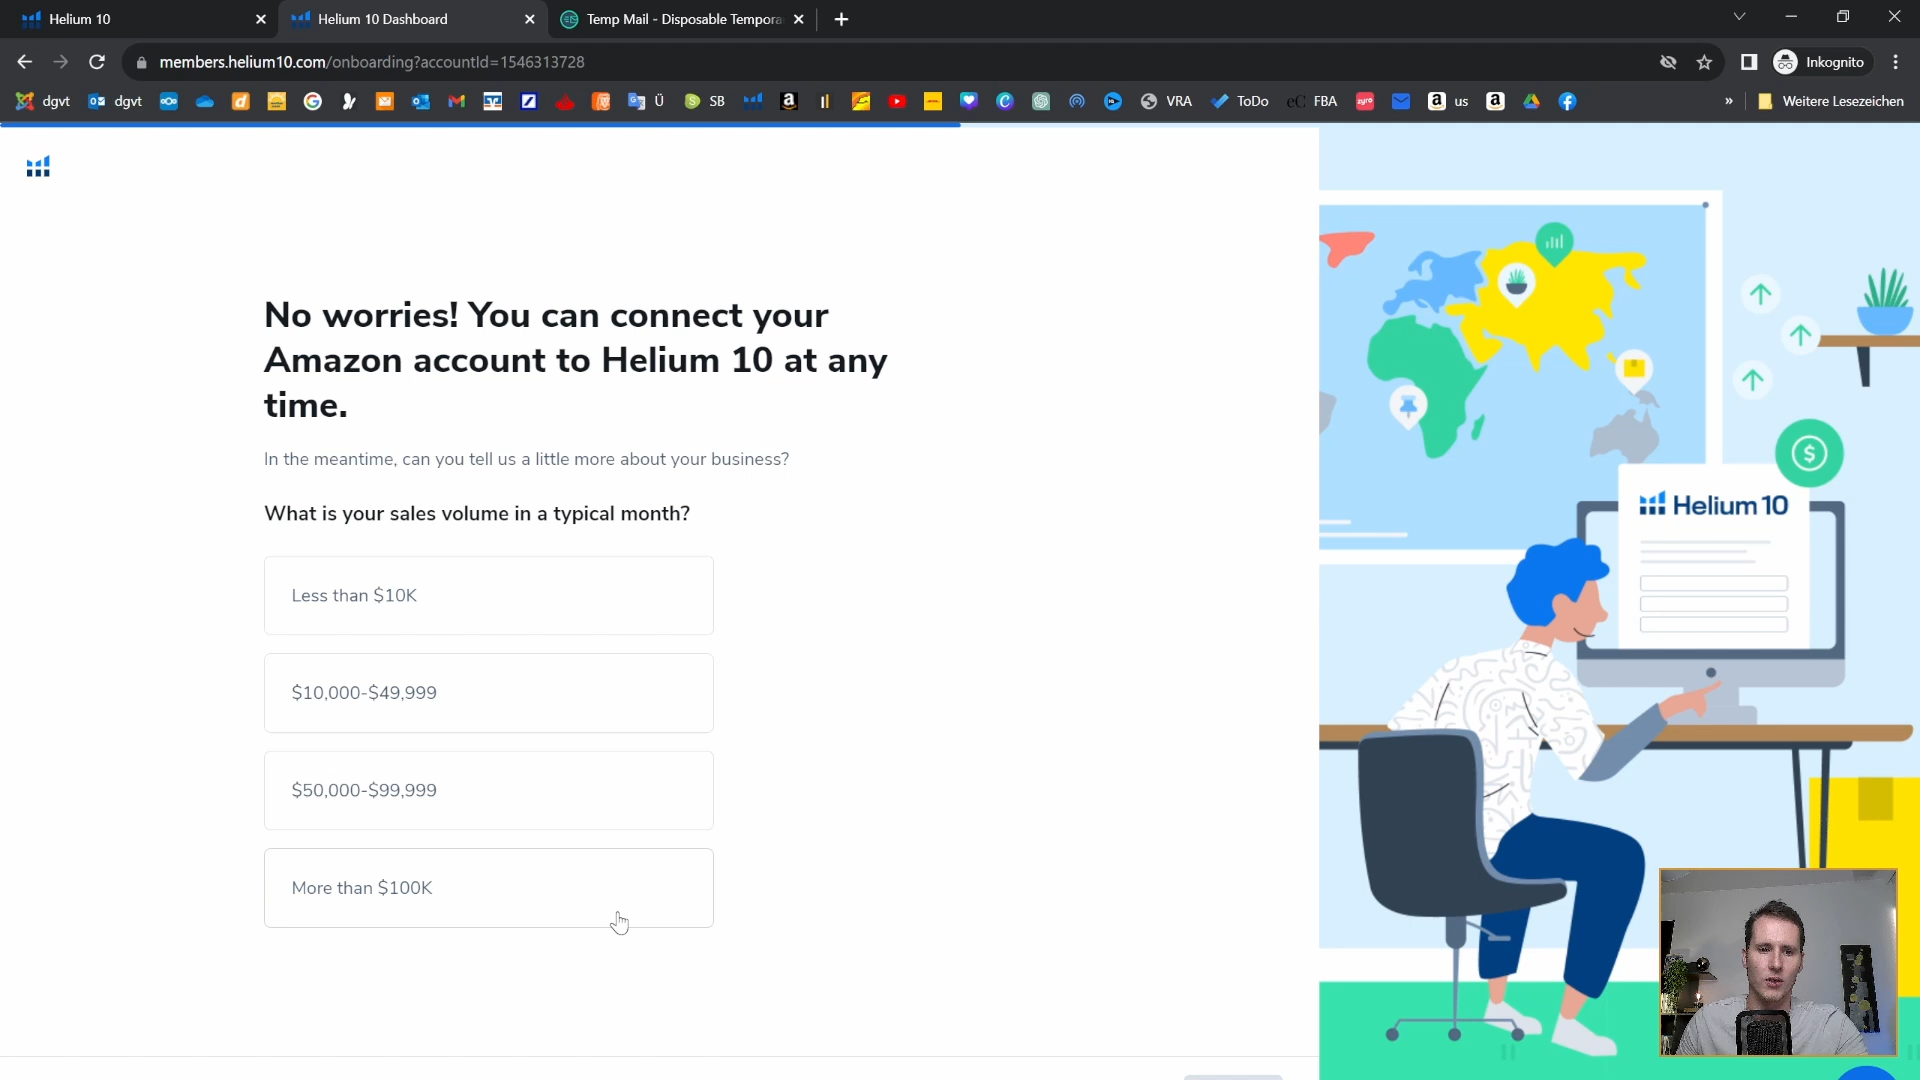 Helium 10
Helium 10 Dashboard
Temp Mail - Disposable Tempora
members.helium10.com/onboarding?accountId=1546313728
Inkognito
dgvt
dgvt
Ü
SB
VRA
ToDo
eC FBA
us
»
Weitere Lesezeichen
No worries! You can connect your
Amazon account to Helium 10 at any
time.
In the meantime, can you tell us a little more about your business?
What is your sales volume in a typical month?
Less than $10K
$10,000-$49,999
$50,000-$99,999
More than $100K
$
Helium 10